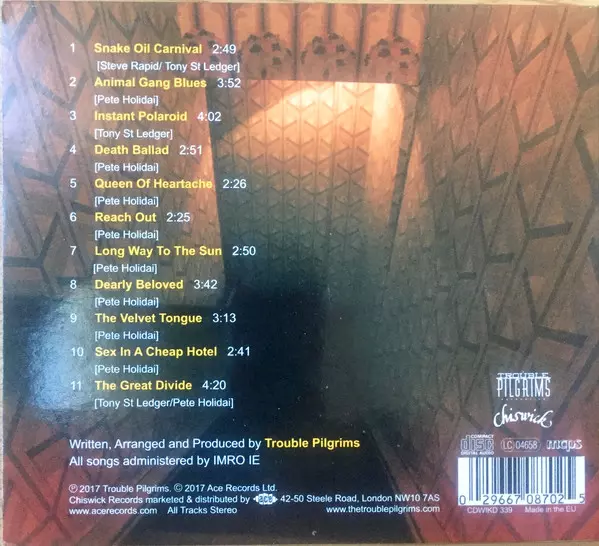 1 Snake Oil Carnival 2:49
[Steve Rapid/ Tony St Ledger]
2 Animal Gang Blues 3:52
[Pete Holidai]
3 Instant Polaroid 4:02
[Tony St Ledger]
4 Death Ballad 2:51
[Pete Holidai]
5 Queen Of Heartache 2:26
[Pete Holidai]
6 Reach Out 2:25
[Pete Holidai]
7 Long Way To The Sun 2:50
[Pete Holidai]
8 Dearly Beloved 3:42
[Pete Holidai]
9 The Velvet Tongue 3:13
[Pete Holidai]
10 Sex In A Cheap Hotel 2:41
[Pete Holidai]
11 The Great Divide 4:20
[Tony St Ledger/Pete Holidai]
TROUBLE
PILGRIMS
Chiswick
Written, Arranged and Produced by Trouble Pilgrims
All songs administered by IMRO IE
COMPACT
disc
DIGITAL AUDIO
LC 04658
mcps
℗ 2017 Trouble Pilgrims. © 2017 Ace Records Ltd.
Chiswick Records marketed & distributed by ACE 42-50 Steele Road, London NW10 7AS
www.acerecords.com All Tracks Stereo www.thetroublepilgrims.com
0 29667 08702 5
CDWIKD 339 Made in the EU